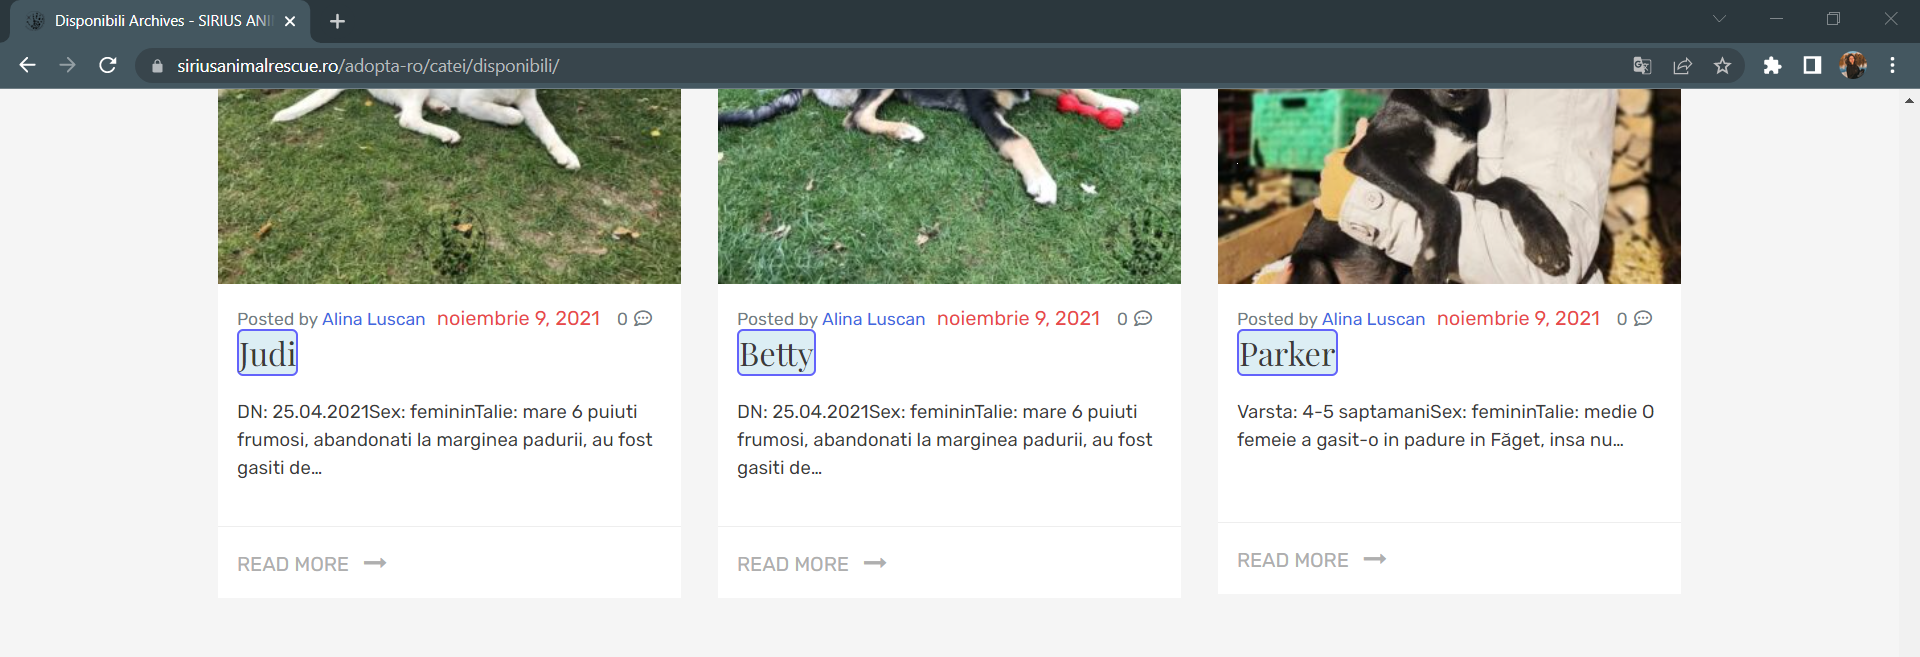 Disponibili Archives - SIRIUS ANI
siriusanimalrescue.ro/adopta-ro/catei/disponibili/
Posted by Alina Luscan noiembrie 9, 2021 0
Judi
DN: 25.04.2021Sex: femininTalie: mare 6 puiuti
frumosi, abandonati la marginea padurii, au fost
gasiti de...
READ MORE
Posted by Alina Luscan noiembrie 9, 2021 0
Betty
DN: 25.04.2021Sex: femininTalie: mare 6 puiuti
frumosi, abandonati la marginea padurii, au fost
gasiti de...
READ MORE
Posted by Alina Luscan noiembrie 9, 2021 0
Parker
Varsta: 4-5 saptamaniSex: femininTalie: medie O
femeie a gasit-o in padure in Făget, insa nu...
READ MORE